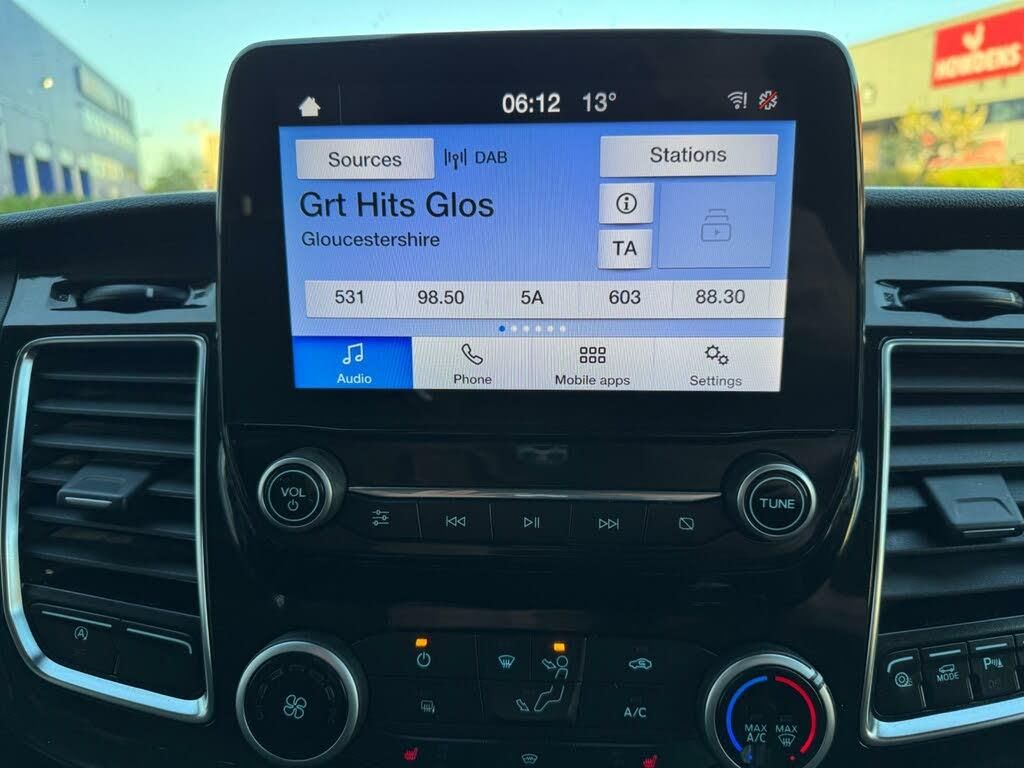 HOWDENS
06:12 13°
Sources DAB Stations
Grt Hits Glos
Gloucestershire
TA
531 98.50 5A 603 88.30
Audio Phone Mobile apps Settings
VOL
TUNE
A
MODE
P
A/C
MAX A/C
MAX